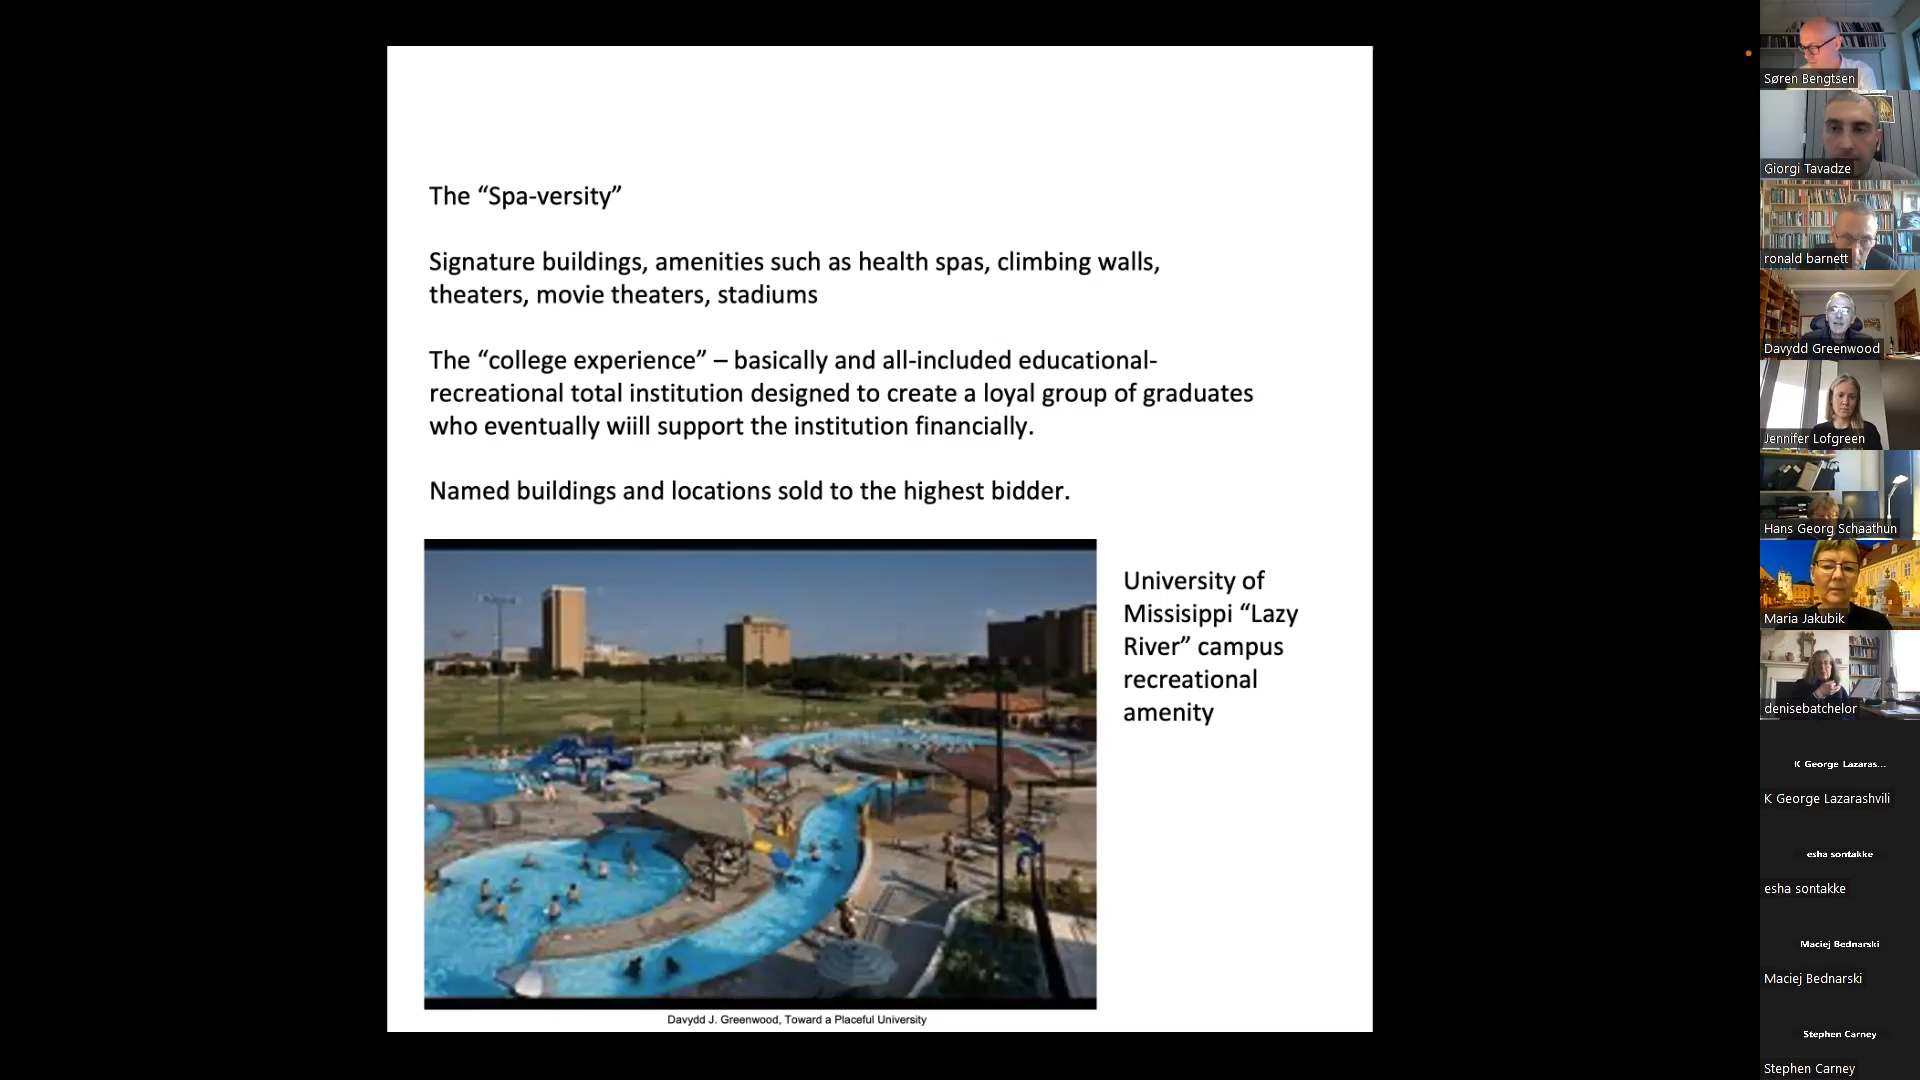 The “Spa-versity”
Signature buildings, amenities such as health spas, climbing walls,
theaters, movie theaters, stadiums
The “college experience” – basically and all-included educational-
recreational total institution designed to create a loyal group of graduates
who eventually wiill support the institution financially.
Named buildings and locations sold to the highest bidder.
University of
Missisippi “Lazy
River” campus
recreational
amenity
Davydd J. Greenwood, Toward a Placeful University
Søren Bengtsen
Giorgi Tavadze
ronald barnett
Davydd Greenwood
Jennifer Lofgreen
Hans Georg Schaathun
Maria Jakubik
denisebatchelor
K George Lazaras...
K George Lazarashvili
esha sontakke
esha sontakke
Maciej Bednarski
Maciej Bednarski
Stephen Carney
Stephen Carney